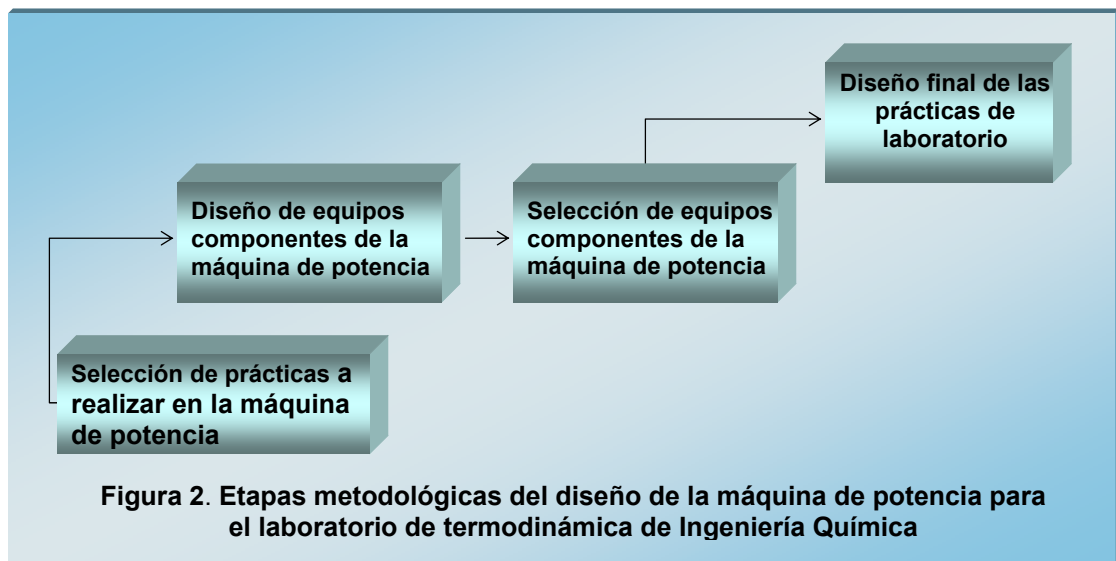 Diseño final de las
prácticas de
laboratorio
Diseño de equipos
componentes de la
máquina de potencia
Selección de equipos
componentes de la
máquina de potencia
Selección de prácticas a
realizar en la máquina
de potencia
Figura 2. Etapas metodológicas del diseño de la máquina de potencia para
el laboratorio de termodinámica de Ingeniería Química